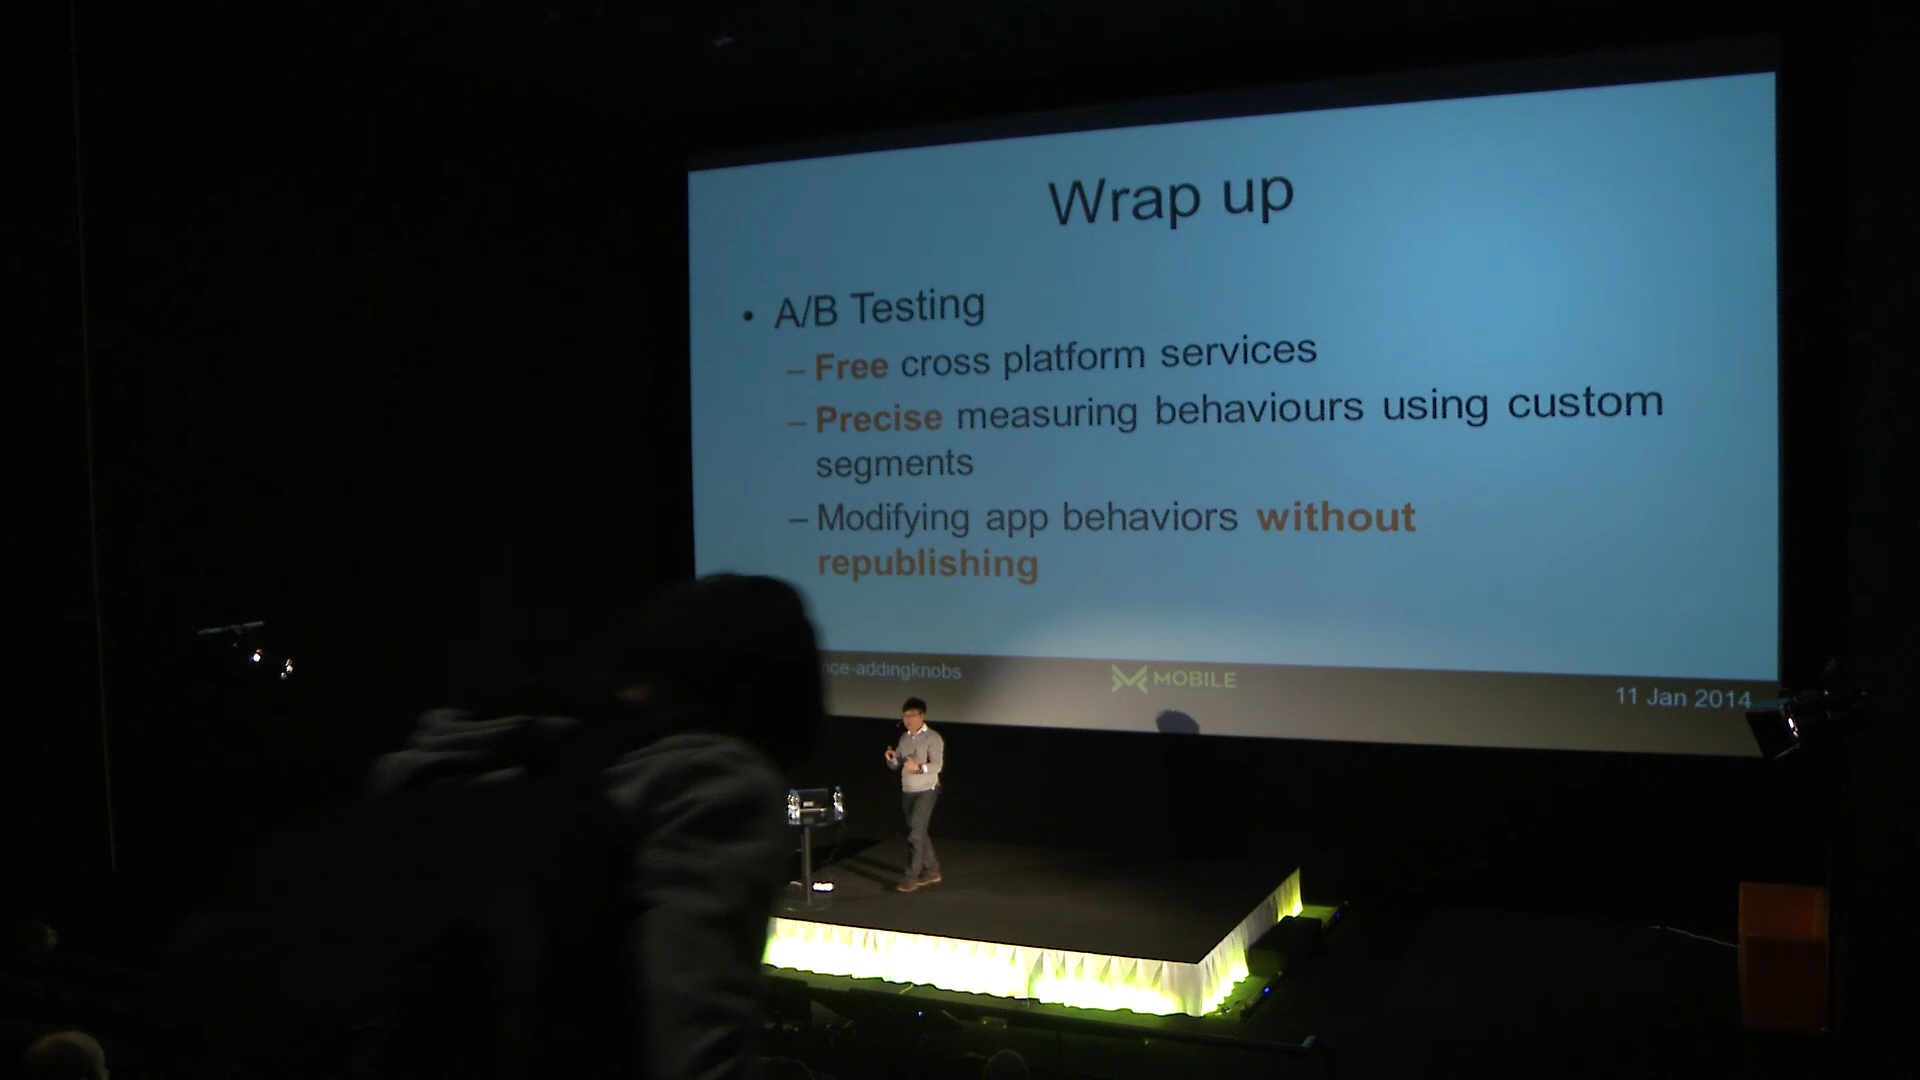 Wrap up
• A/B Testing
– Free cross platform services
– Precise measuring behaviours using custom
segments
– Modifying app behaviors without
republishing
MOBILE
11 Jan 2014